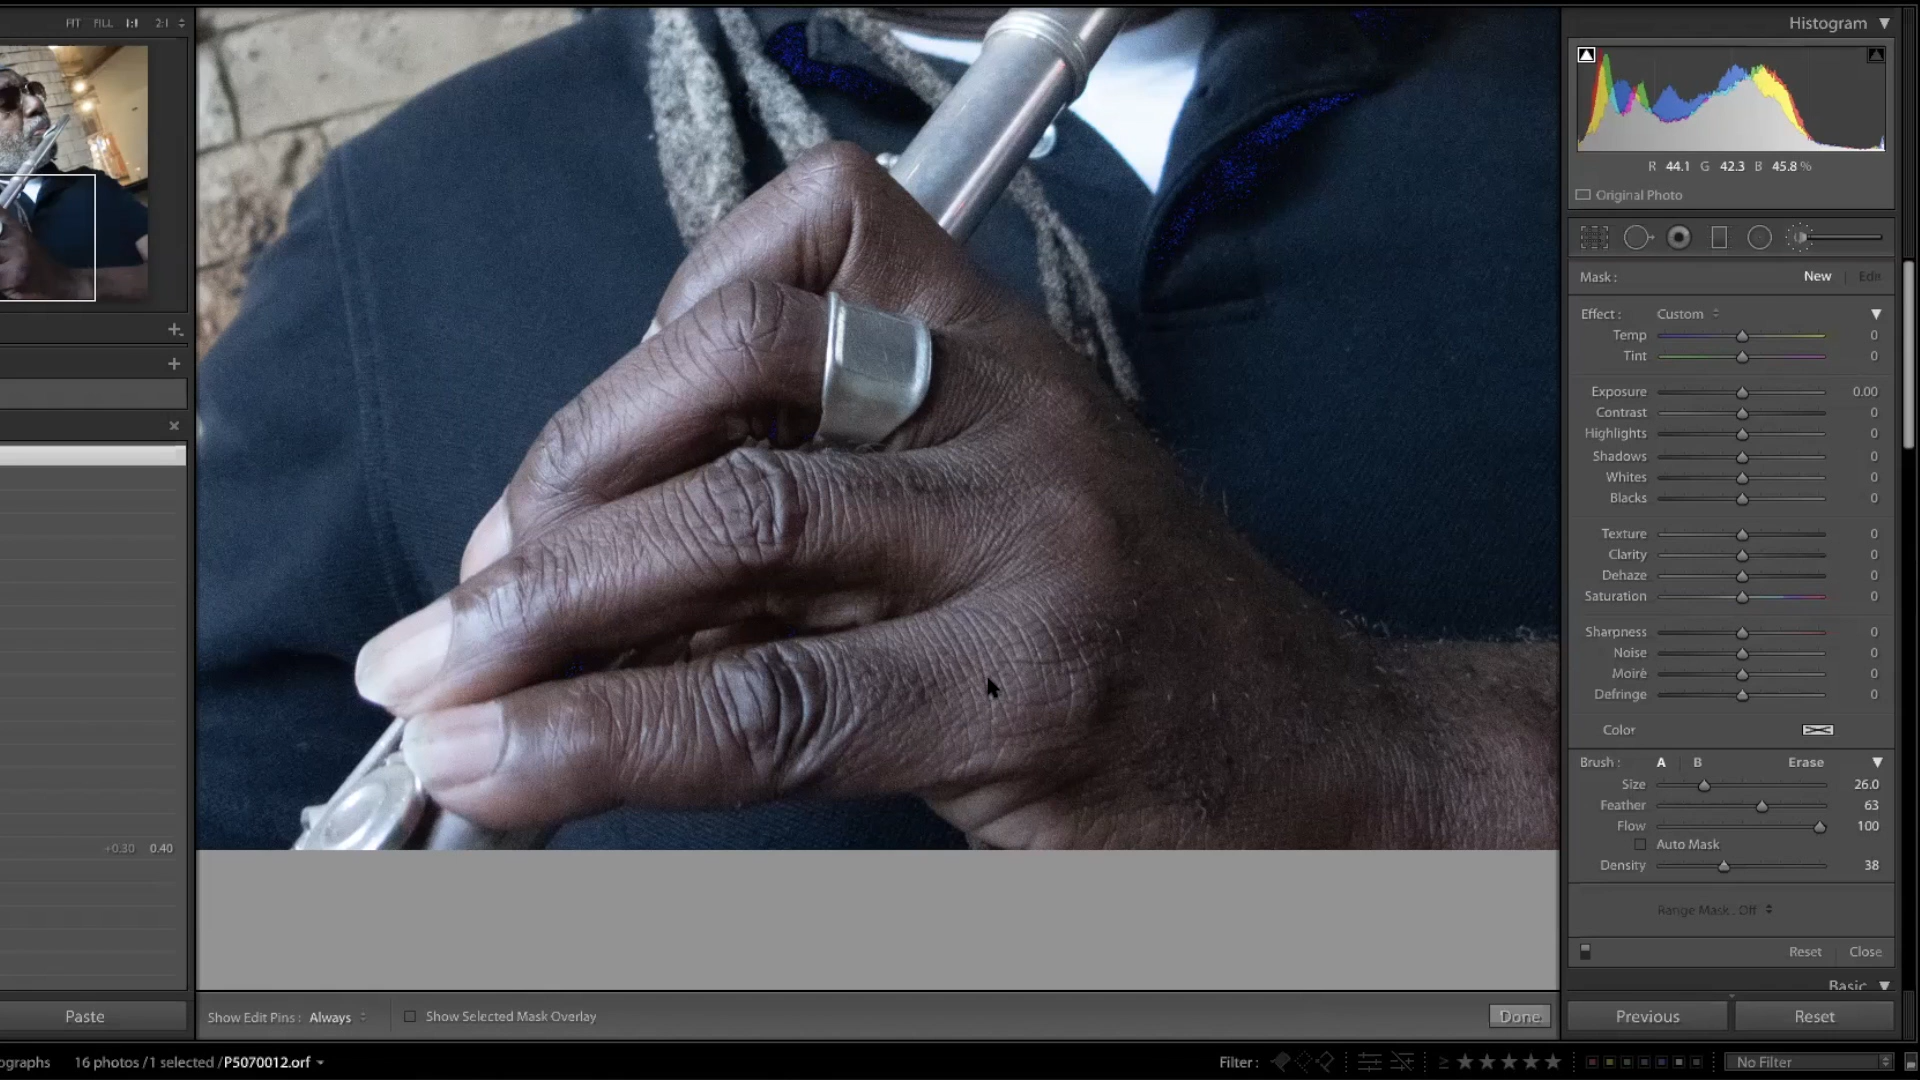 FIT FILL 1:1 2:1
Histogram
R 44.1 G 42.3 B 45.8 %
Original Photo
Mask : New Edit
Effect : Custom
Temp 0
Tint 0
Exposure 0.00
Contrast 0
Highlights 0
Shadows 0
Whites 0
Blacks 0
Texture 0
Clarity 0
Dehaze 0
Saturation 0
Sharpness 0
Noise 0
Moiré 0
Defringe 0
Color
Brush : A B Erase
Size 26.0
Feather 63
Flow 100
Auto Mask
Density 38
+0.30 0.40
Range Mask : Off
Reset Close
Basic
Paste
Show Edit Pins : Always Show Selected Mask Overlay Done
Previous Reset
ographs 16 photos /1 selected /P5070012.orf Filter : ≥ ★★★★★ No Filter